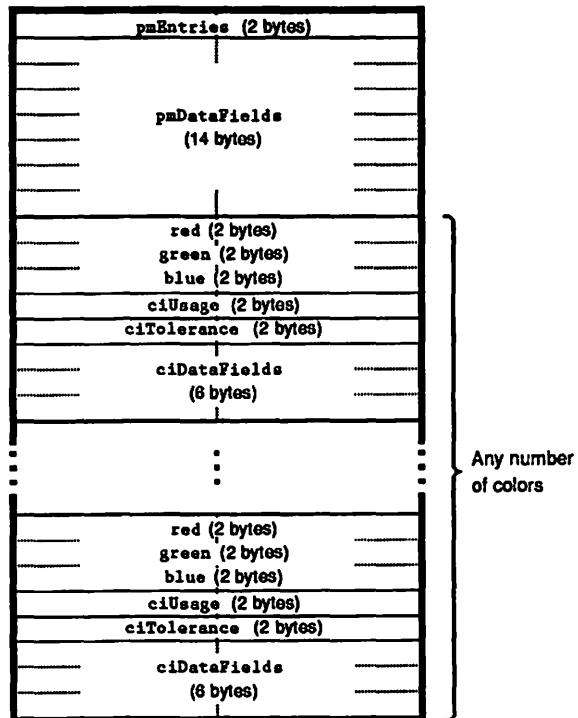 pmEntries (2 bytes)
pmDataFields
(14 bytes)
red (2 bytes)
green (2 bytes)
blue (2 bytes)
ciUsage (2 bytes)
ciTolerance (2 bytes)
ciDataFields
(6 bytes)
Any number
of colors
red (2 bytes)
green (2 bytes)
blue (2 bytes)
ciUsage (2 bytes)
ciTolerance (2 bytes)
ciDataFields
(6 bytes)